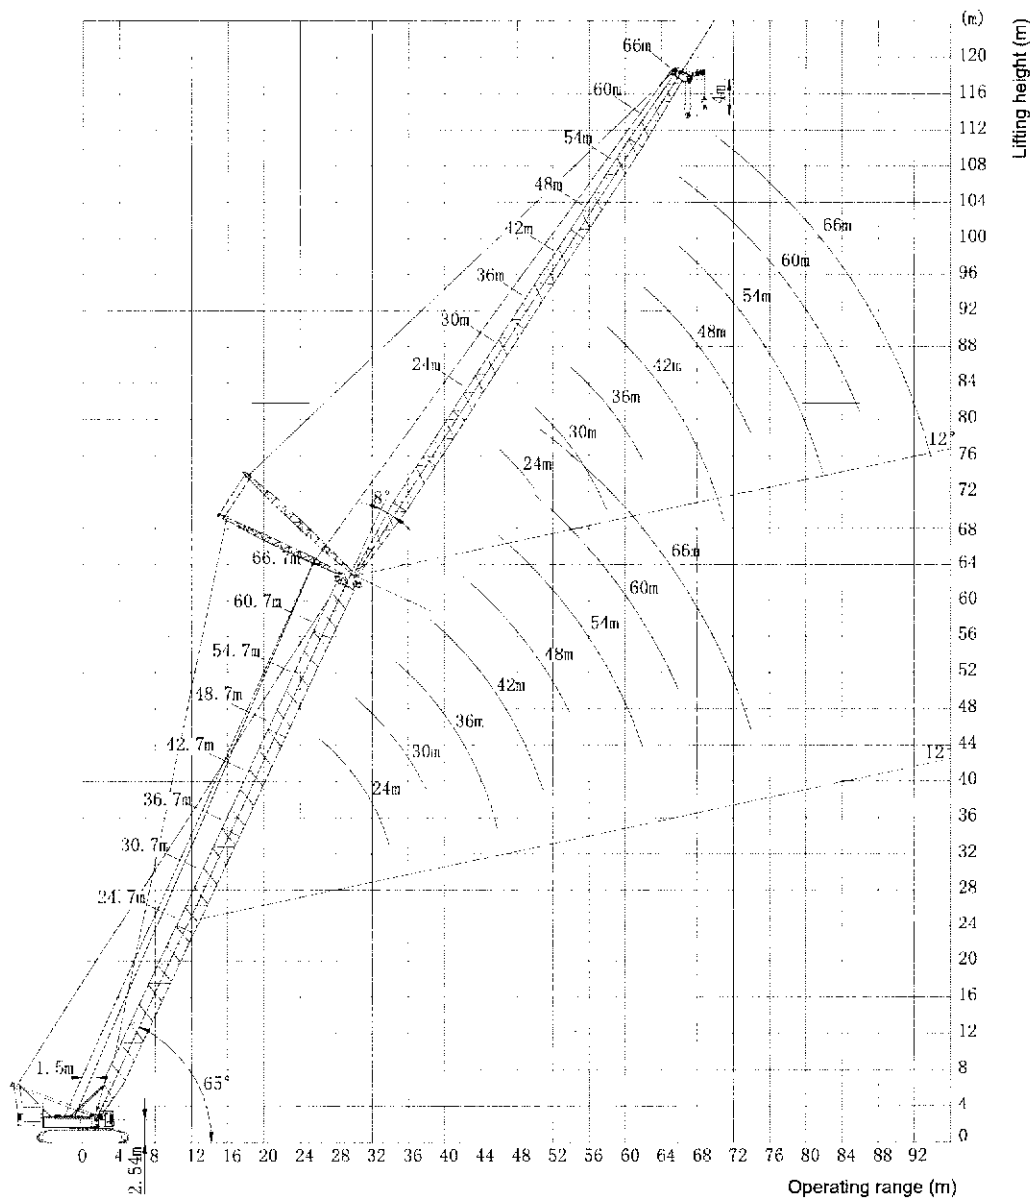 (m)
Lifting height (m)
66m
120
60m
4m
116
54m
112
108
48m
104
42m
66m
100
36m
60m
96
54m
92
30m
48m
88
24m
42m
84
36m
80
30m
12°
76
24m
8°
72
68
66.7m
66m
64
60.7m
60m
60
54m
56
54.7m
48m
52
48.7m
42m
48
42.7m
36m
44
30m
12
40
36.7m
24m
36
30.7m
32
28
24.7m
24
20
16
12
1.5m
65°
8
4
0
2.54m
0 4 8 12 16 20 24 28 32 36 40 44 48 52 56 60 64 68 72 76 80 84 88 92
Operating range (m)